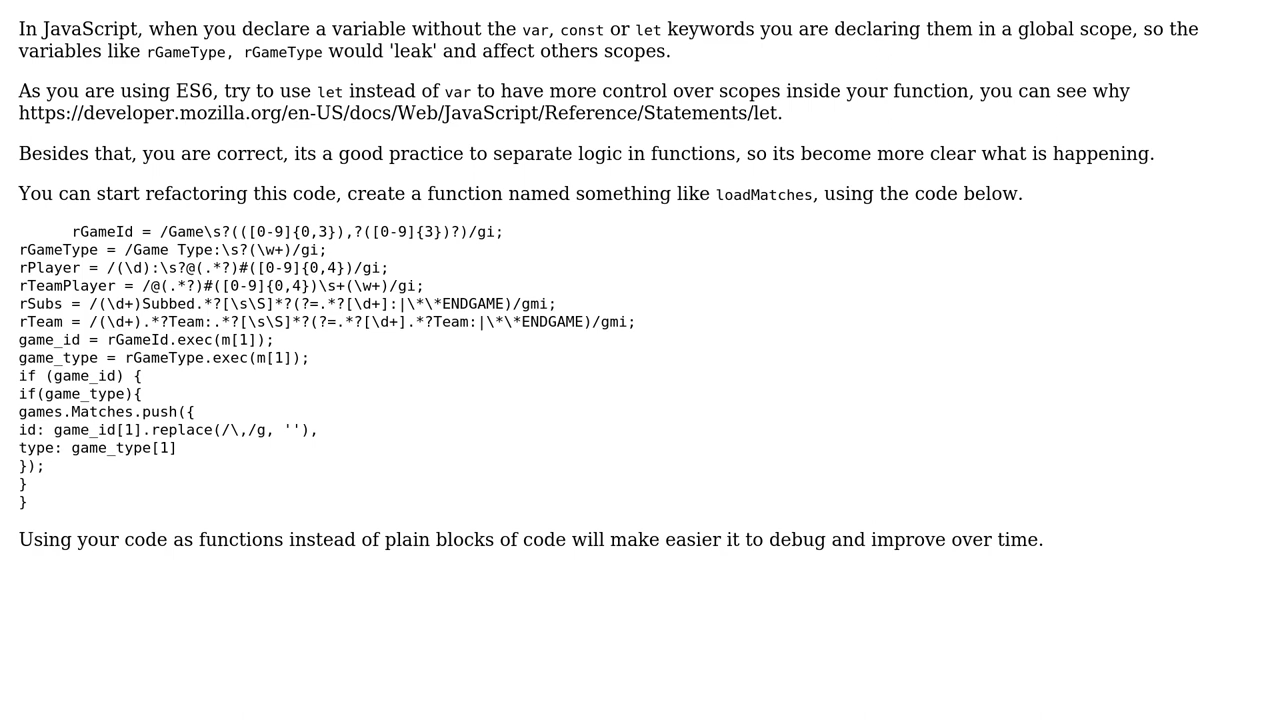 In JavaScript, when you declare a variable without the var, const or let keywords you are declaring them in a global scope, so the
variables like rGameType, rGameType would 'leak' and affect others scopes.
As you are using ES6, try to use let instead of var to have more control over scopes inside your function, you can see why
https://developer.mozilla.org/en-US/docs/Web/JavaScript/Reference/Statements/let.
Besides that, you are correct, its a good practice to separate logic in functions, so its become more clear what is happening.
You can start refactoring this code, create a function named something like loadMatches, using the code below.
rGameId = /Game\s?(([0-9]{0,3}),?([0-9]{3})?)/gi;
rGameType = /Game Type:\s?(\w+)/gi;
rPlayer = /(\d):\s?@(.*?)#([0-9]{0,4})/gi;
rTeamPlayer = /@(.*?)#([0-9]{0,4})\s+(\w+)/gi;
rSubs = /(\d+)Subbed.*?[\s\S]*?(?=.*?[\d+]:|\*\*ENDGAME)/gmi;
rTeam = /(\d+).*?Team:.*?[\s\S]*?(?=.*?[\d+].*?Team:|\*\*ENDGAME)/gmi;
game_id = rGameId.exec(m[1]);
game_type = rGameType.exec(m[1]);
if (game_id) {
if(game_type){
games.Matches.push({
id: game_id[1].replace(/\,/g, ''),
type: game_type[1]
});
}
}
Using your code as functions instead of plain blocks of code will make easier it to debug and improve over time.